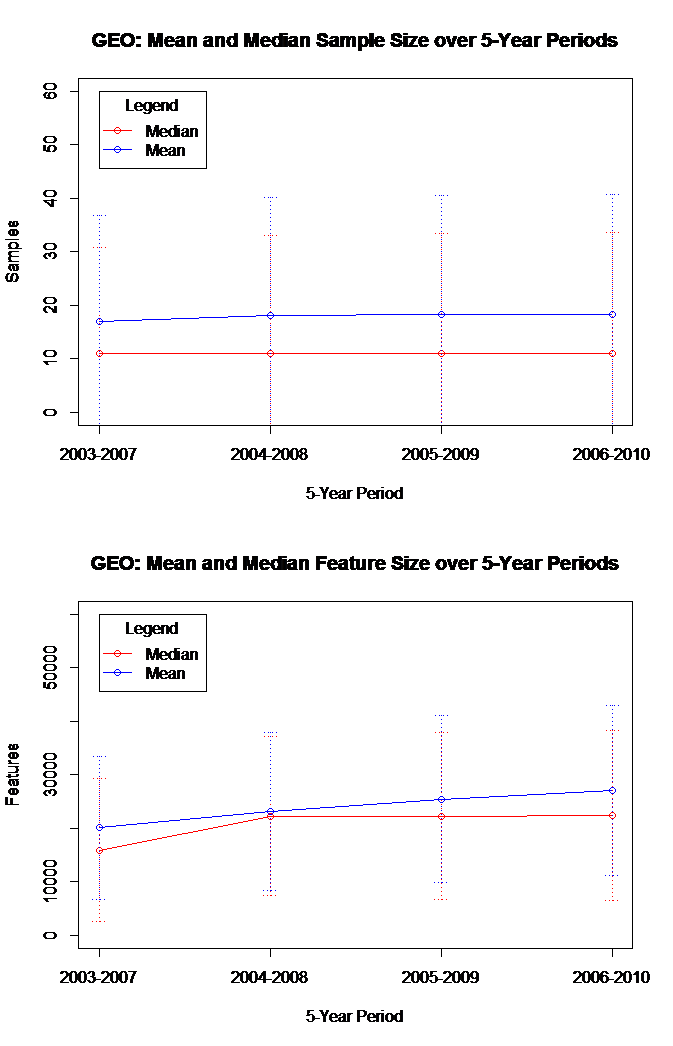 GEO: Mean and Median Sample Size over 5-Year Periods
Legend
Median
Mean
60
50
40
30
20
10
0
Samples
2003-2007 2004-2008 2005-2009 2006-2010
5-Year Period
GEO: Mean and Median Feature Size over 5-Year Periods
Legend
Median
Mean
50000
30000
10000
0
Features
2003-2007 2004-2008 2005-2009 2006-2010
5-Year Period